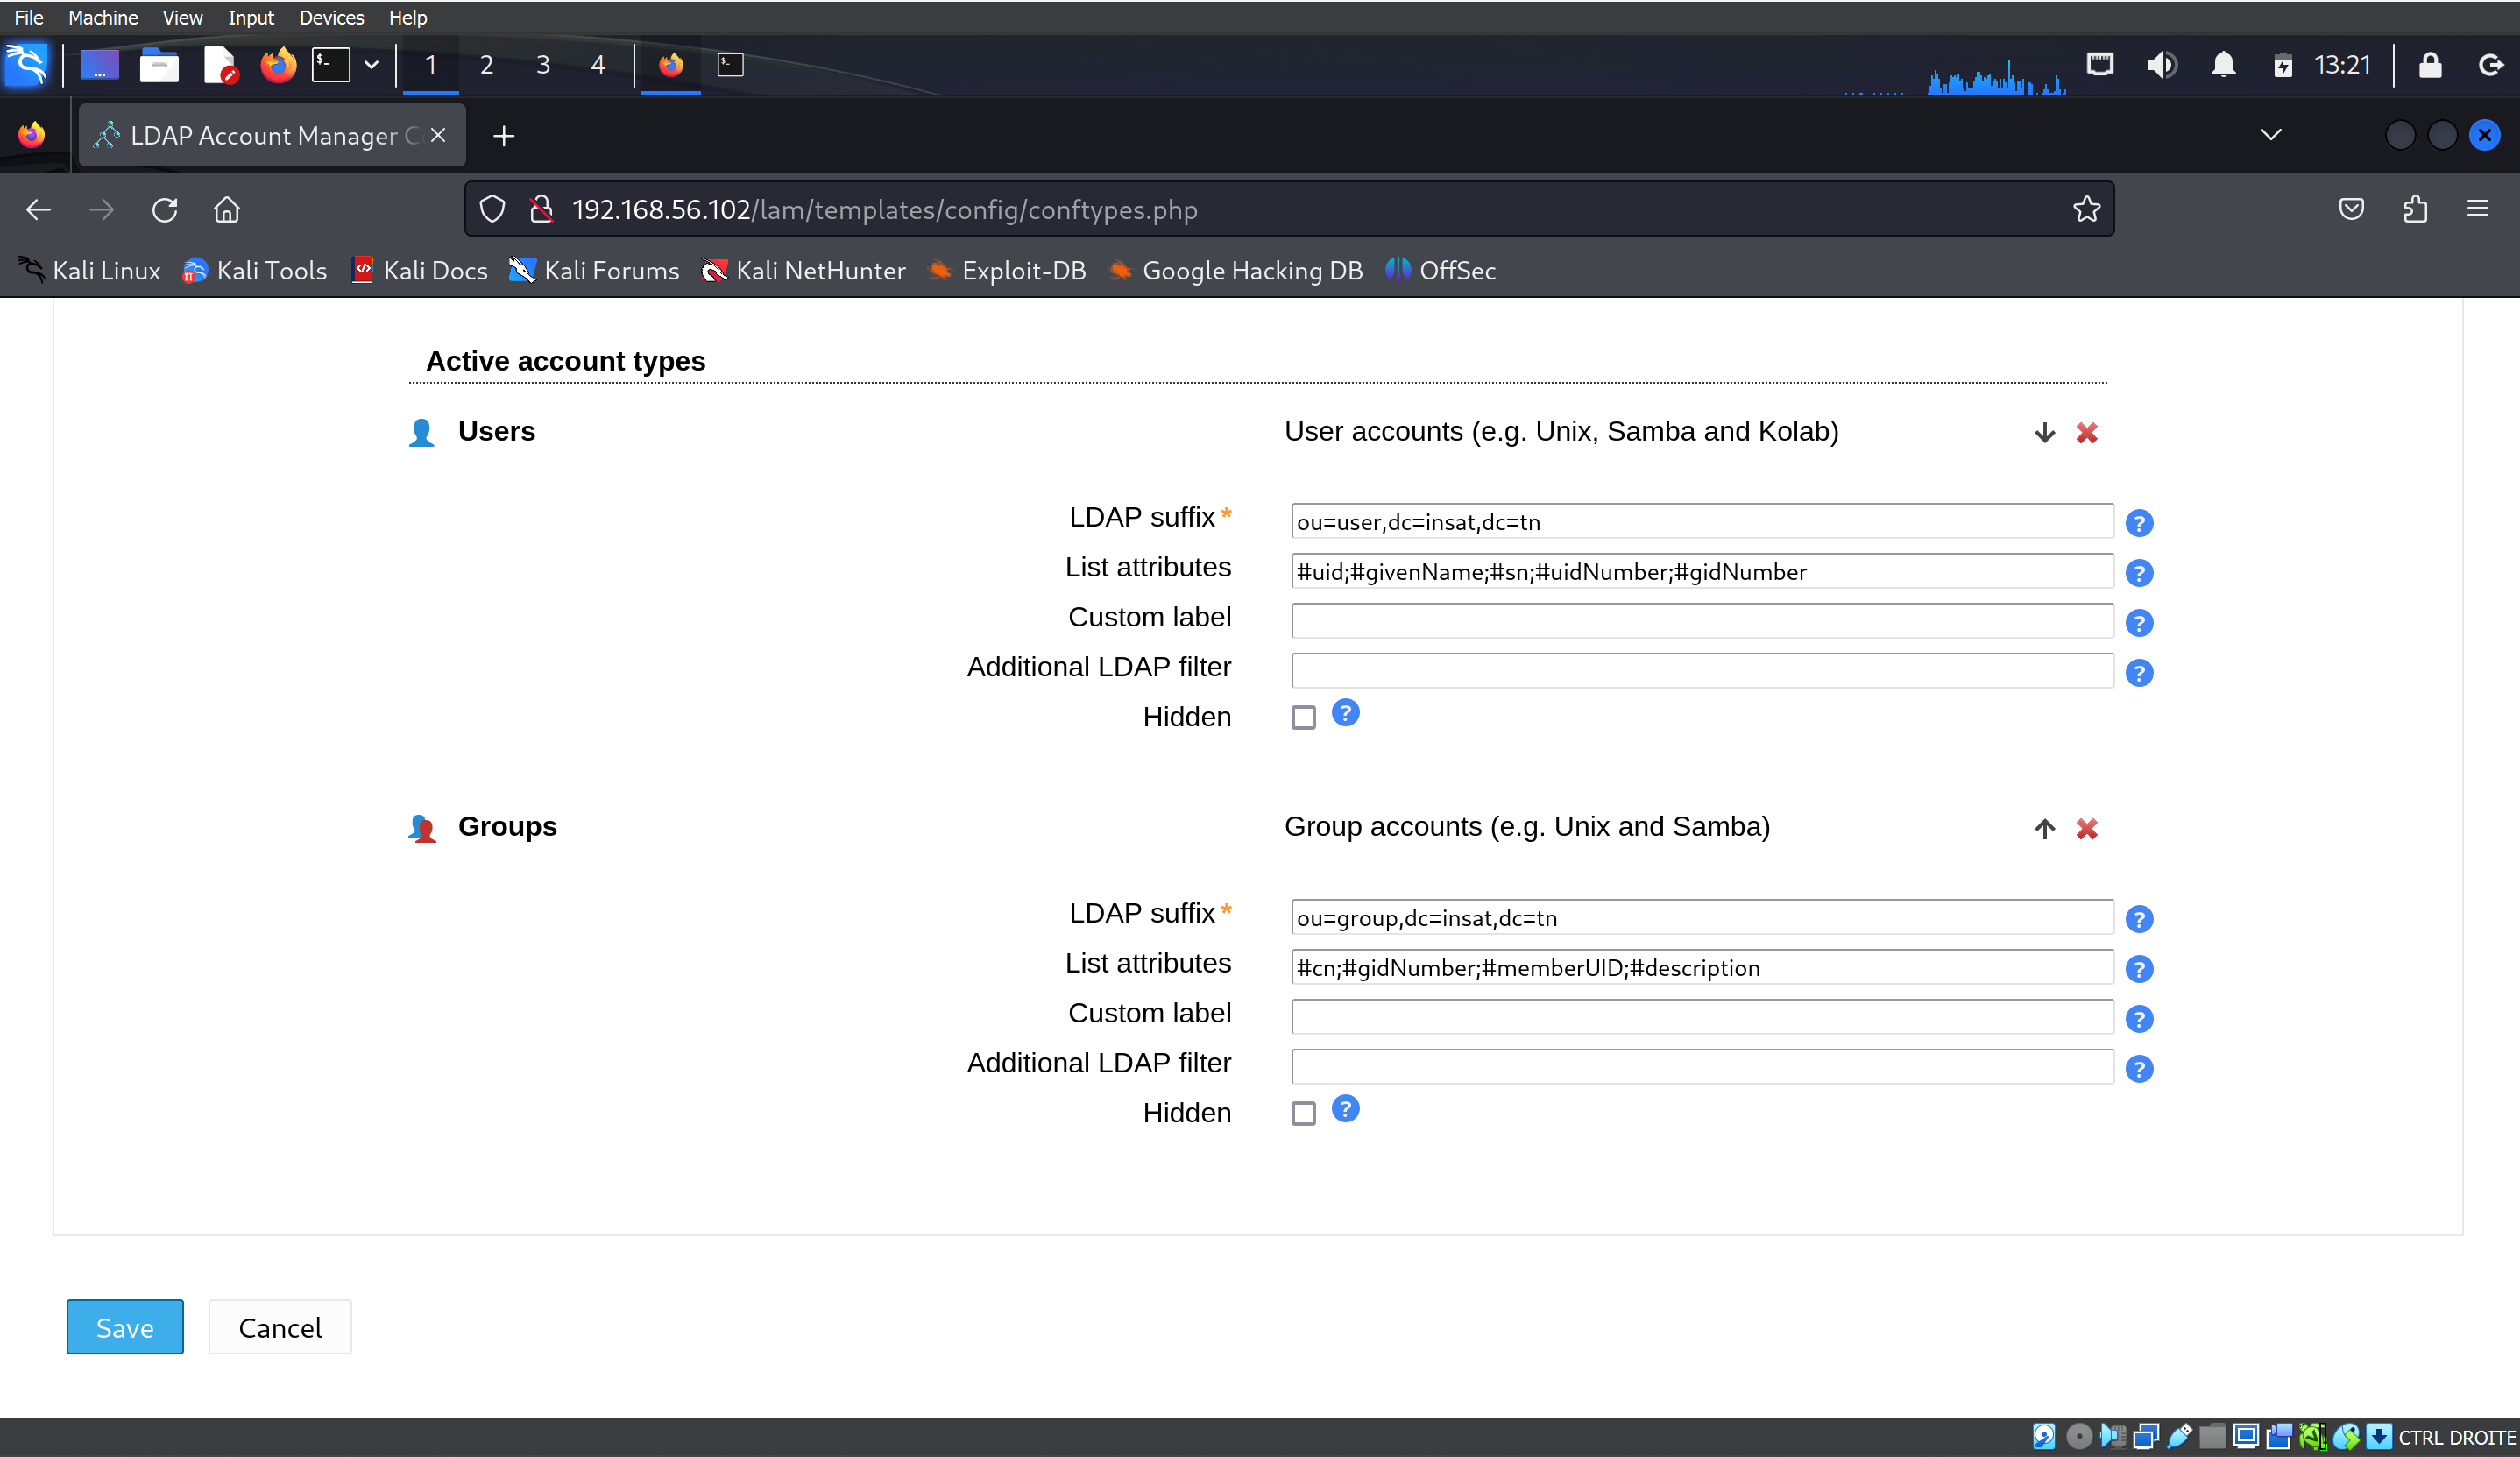 File Machine View Input Devices Help
1 2 3 4 13:21
LDAP Account Manager C
192.168.56.102/lam/templates/config/conftypes.php
Kali Linux Kali Tools Kali Docs Kali Forums Kali NetHunter Exploit-DB Google Hacking DB OffSec
Active account types
Users User accounts (e.g. Unix, Samba and Kolab)
LDAP suffix* ou=user,dc=insat,dc=tn
List attributes #uid;#givenName;#sn;#uidNumber;#gidNumber
Custom label
Additional LDAP filter
Hidden
Groups Group accounts (e.g. Unix and Samba)
LDAP suffix* ou=group,dc=insat,dc=tn
List attributes #cn;#gidNumber;#memberUID;#description
Custom label
Additional LDAP filter
Hidden
Save Cancel
CTRL DROITE